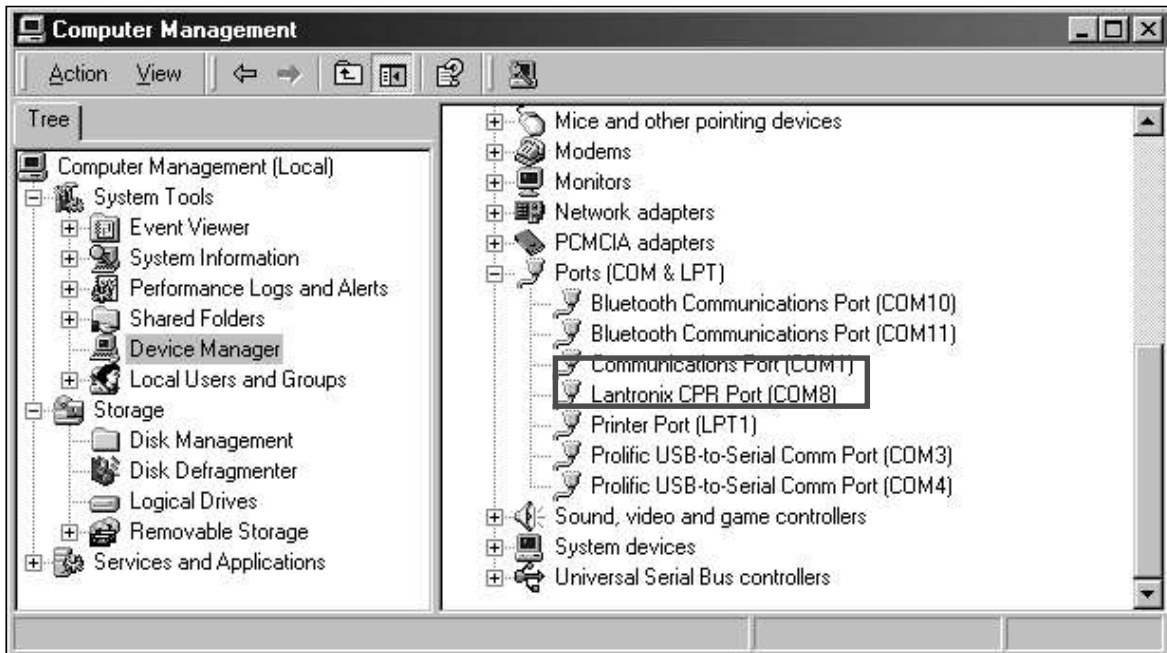 Computer Management
Action View
Tree
Computer Management (Local)
System Tools
Event Viewer
System Information
Performance Logs and Alerts
Shared Folders
Device Manager
Local Users and Groups
Storage
Disk Management
Disk Defragmenter
Logical Drives
Removable Storage
Services and Applications
Mice and other pointing devices
Modems
Monitors
Network adapters
PCMCIA adapters
Ports (COM & LPT)
Bluetooth Communications Port (COM10)
Bluetooth Communications Port (COM11)
Communications Port (COM1)
Lantronix CPR Port (COM8)
Printer Port (LPT1)
Prolific USB-to-Serial Comm Port (COM3)
Prolific USB-to-Serial Comm Port (COM4)
Sound, video and game controllers
System devices
Universal Serial Bus controllers